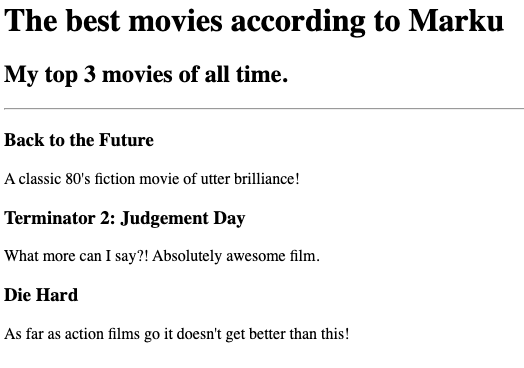 The best movies according to Marku
My top 3 movies of all time.
Back to the Future
A classic 80's fiction movie of utter brilliance!
Terminator 2: Judgement Day
What more can I say?! Absolutely awesome film.
Die Hard
As far as action films go it doesn't get better than this!